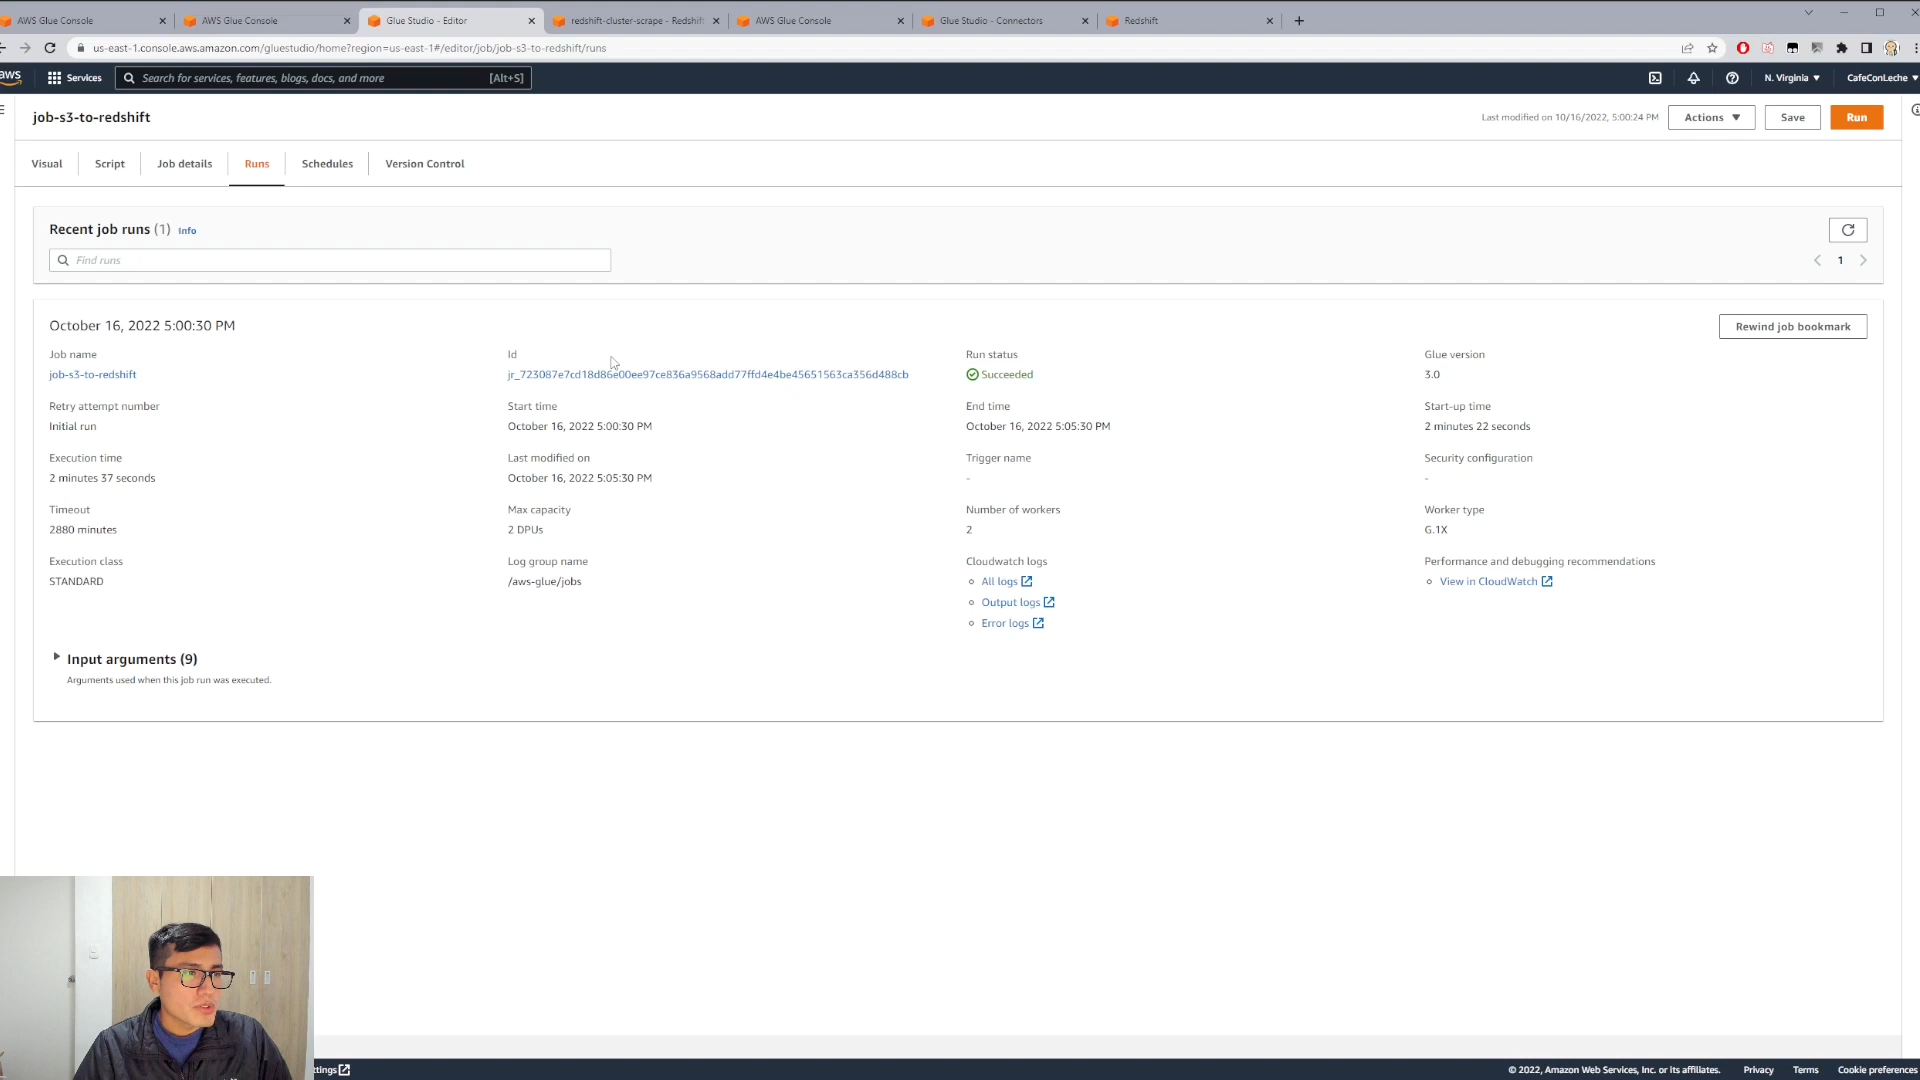 AWS Glue Console
AWS Glue Console
Glue Studio - Editor
redshift-cluster-scrape - Redshift
AWS Glue Console
Glue Studio - Connectors
Redshift
us-east-1.console.aws.amazon.com/gluestudio/home?region=us-east-1#/editor/job/job-s3-to-redshift/runs
aws Services Search for services, features, blogs, docs, and more [Alt+S] N. Virginia CafeConLeche
job-s3-to-redshift Last modified on 10/16/2022, 5:00:24 PM Actions Save Run
Visual Script Job details Runs Schedules Version Control
Recent job runs (1) Info
Find runs 1
October 16, 2022 5:00:30 PM Rewind job bookmark
Job name Id Run status Glue version
job-s3-to-redshift jr_723087e7cd18d86e00ee97ce836a9568add77ffd4e4be45651563ca356d488cb Succeeded 3.0
Retry attempt number Start time End time Start-up time
Initial run October 16, 2022 5:00:30 PM October 16, 2022 5:05:30 PM 2 minutes 22 seconds
Execution time Last modified on Trigger name Security configuration
2 minutes 37 seconds October 16, 2022 5:05:30 PM - -
Timeout Max capacity Number of workers Worker type
2880 minutes 2 DPUs 2 G.1X
Execution class Log group name Cloudwatch logs Performance and debugging recommendations
STANDARD /aws-glue/jobs All logs View in CloudWatch
Output logs
Error logs
Input arguments (9)
Arguments used when this job run was executed.
© 2022, Amazon Web Services, Inc. or its affiliates. Privacy Terms Cookie preferences